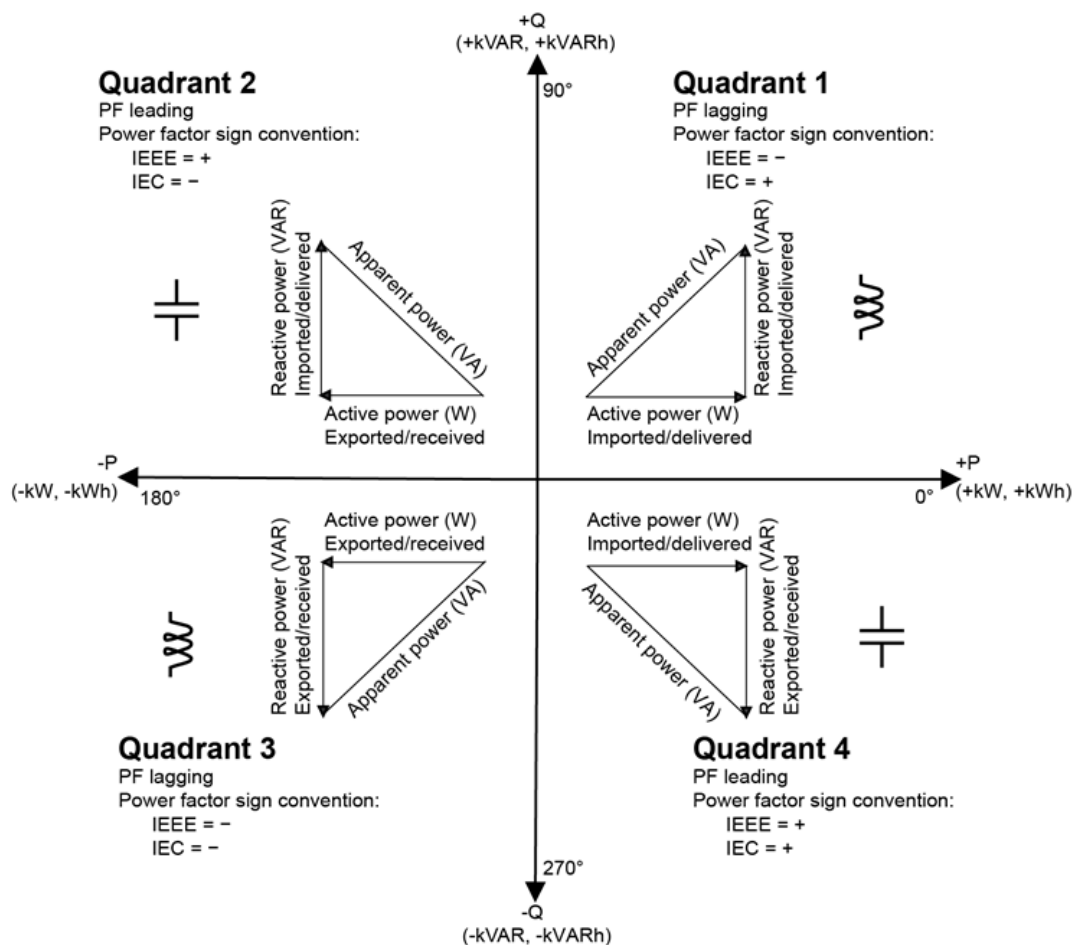 +Q
(+kVAR, +kVARh)
90°
Quadrant 2
PF leading
Power factor sign convention:
IEEE = +
IEC = −
Reactive power (VAR)
Imported/delivered
Apparent power (VA)
Active power (W)
Exported/received
Quadrant 1
PF lagging
Power factor sign convention:
IEEE = −
IEC = +
Apparent power (VA)
Reactive power (VAR)
Imported/delivered
Active power (W)
Imported/delivered
-P
(-kW, -kWh)
180°
0°
+P
(+kW, +kWh)
Active power (W)
Exported/received
Reactive power (VAR)
Exported/received
Apparent power (VA)
Quadrant 3
PF lagging
Power factor sign convention:
IEEE = −
IEC = −
Active power (W)
Imported/delivered
Apparent power (VA)
Reactive power (VAR)
Exported/received
Quadrant 4
PF leading
Power factor sign convention:
IEEE = +
IEC = +
270°
-Q
(-kVAR, -kVARh)